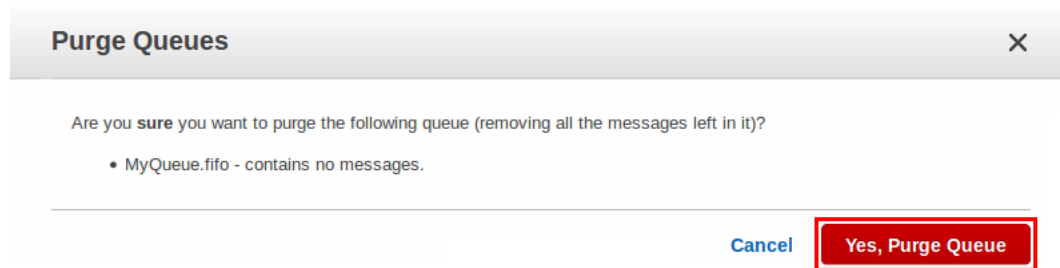 Purge Queues
Are you sure you want to purge the following queue (removing all the messages left in it)?
• MyQueue.fifo - contains no messages.
Cancel
Yes, Purge Queue